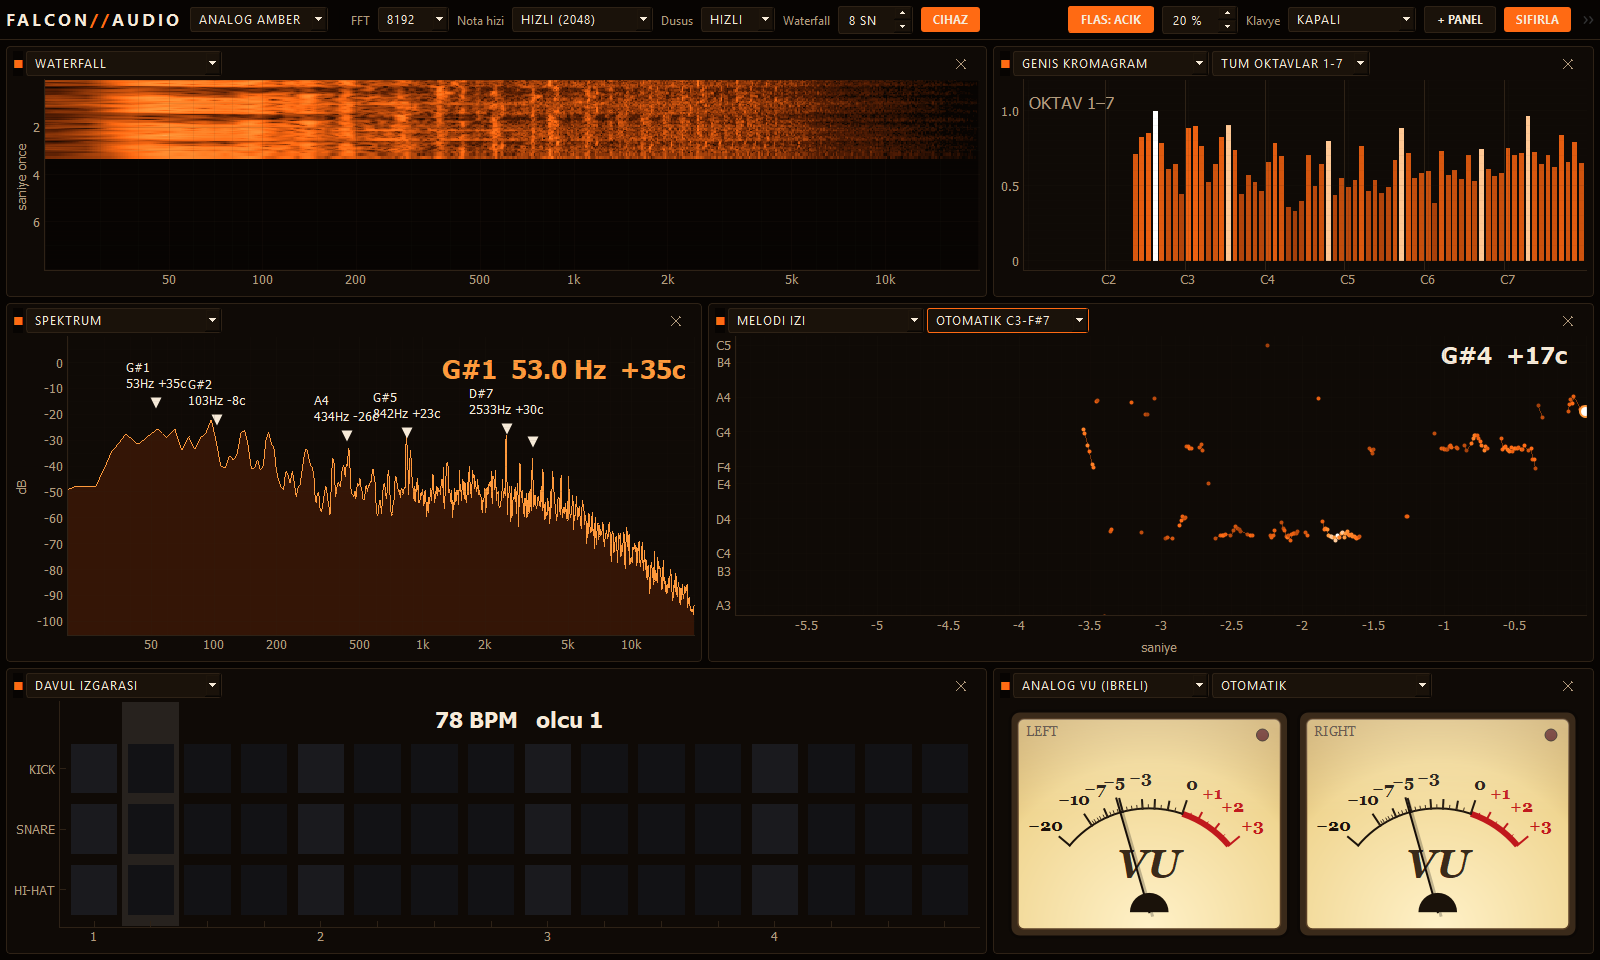 FALCON//AUDIO ANALOG AMBER FFT 8192 Nota hizi HIZLI (2048) Dusus HIZLI Waterfall 8 SN CIHAZ FLAS: ACIK 20 % Klavye KAPALI + PANEL SIFIRLA
WATERFALL
2
4
6
saniye once
50 100 200 500 1k 2k 5k 10k
GENIS KROMAGRAM TUM OKTAVLAR 1-7
OKTAV 1–7
1.0
0.5
0
C2 C3 C4 C5 C6 C7
SPEKTRUM
G#1 53.0 Hz +35c
G#1
53Hz +35c
G#2
103Hz -8c
A4
434Hz -26c
G#5
842Hz +23c
D#7
2533Hz +30c
0
-10
-20
-30
-40
-50
-60
-70
-80
-90
-100
dB
50 100 200 500 1k 2k 5k 10k
MELODI IZI OTOMATIK C3-F#7
G#4 +17c
C5
B4
A4
G4
F4
E4
D4
C4
B3
A3
-5.5 -5 -4.5 -4 -3.5 -3 -2.5 -2 -1.5 -1 -0.5
saniye
DAVUL IZGARASI
78 BPM olcu 1
KICK
SNARE
HI-HAT
1 2 3 4
ANALOG VU (IBRELI) OTOMATIK
LEFT
−20 −10 −7 −5 −3 0 +1 +2 +3
VU
RIGHT
−20 −10 −7 −5 −3 0 +1 +2 +3
VU